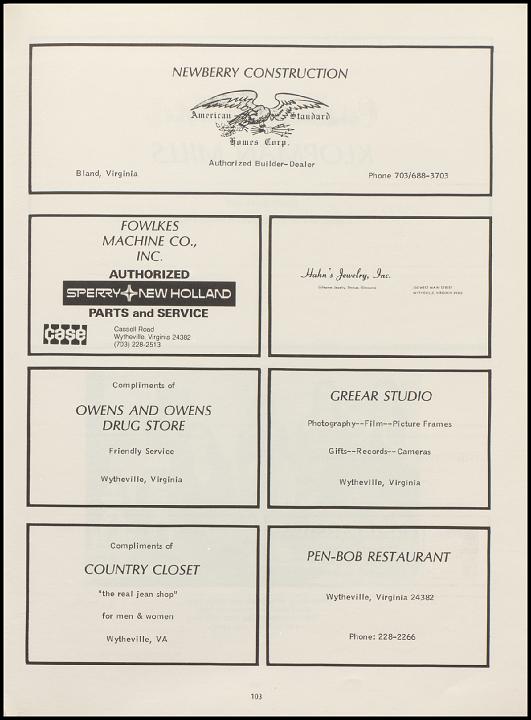 NEWBERRY CONSTRUCTION
American Standard
Homes Corp.
Authorized Builder-Dealer
Bland, Virginia
Phone 703/688-3703
FOWLKES
MACHINE CO.,
INC.
AUTHORIZED
SPERRY NEW HOLLAND
PARTS and SERVICE
CASE
Cassell Road
Wytheville, Virginia 24382
(703) 228-2513
Hahn's Jewelry, Inc.
MAIN STREET
WYTHEVILLE, VIRGINIA
Compliments of
OWENS AND OWENS
DRUG STORE
Friendly Service
Wytheville, Virginia
GREEAR STUDIO
Photography--Film--Picture Frames
Gifts--Records--Cameras
Wytheville, Virginia
Compliments of
COUNTRY CLOSET
"the real jean shop"
for men & women
Wytheville, VA
PEN-BOB RESTAURANT
Wytheville, Virginia 24382
Phone: 228-2266
103